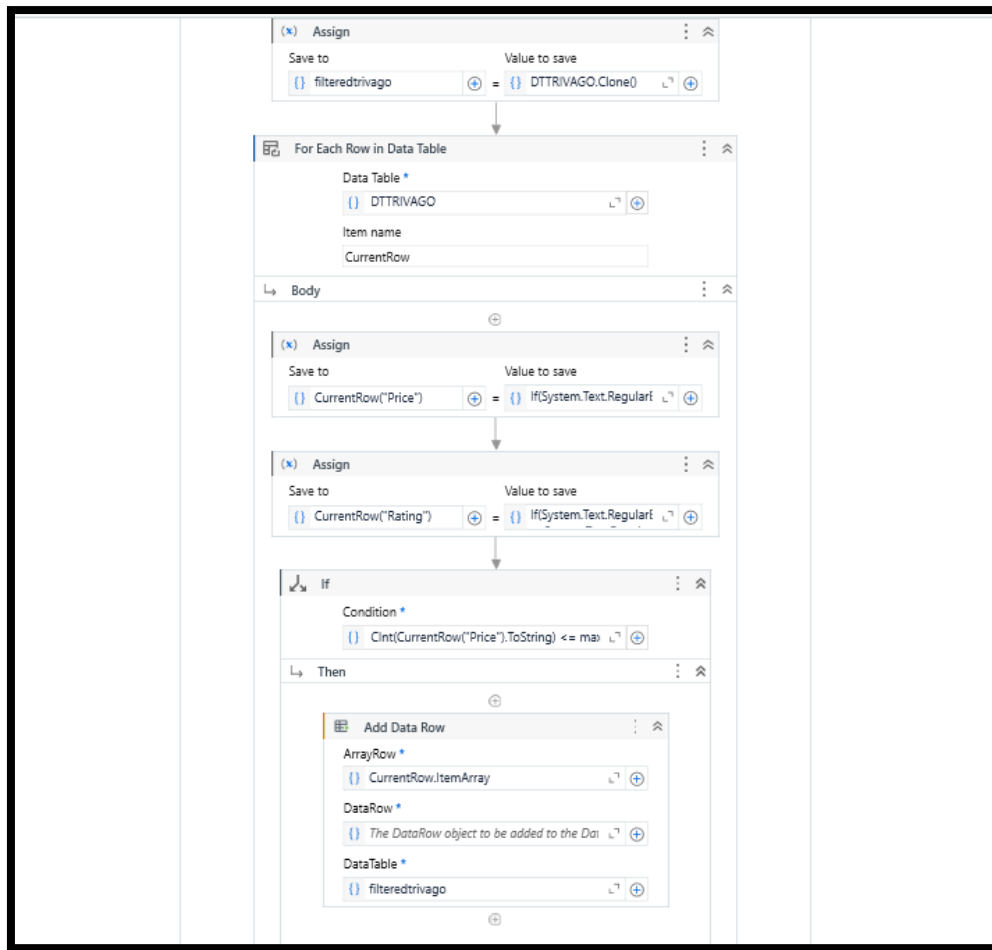 Assign
Save to Value to save
filteredtrivago = DTTRIVAGO.Clone()
For Each Row in Data Table
Data Table *
DTTRIVAGO
Item name
CurrentRow
Body
Assign
Save to Value to save
CurrentRow("Price") = If(System.Text.RegularE
Assign
Save to Value to save
CurrentRow("Rating") = If(System.Text.RegularE
If
Condition *
CInt(CurrentRow("Price").ToString) <= max
Then
Add Data Row
ArrayRow *
CurrentRow.ItemArray
DataRow *
The DataRow object to be added to the Dat
DataTable *
filteredtrivago